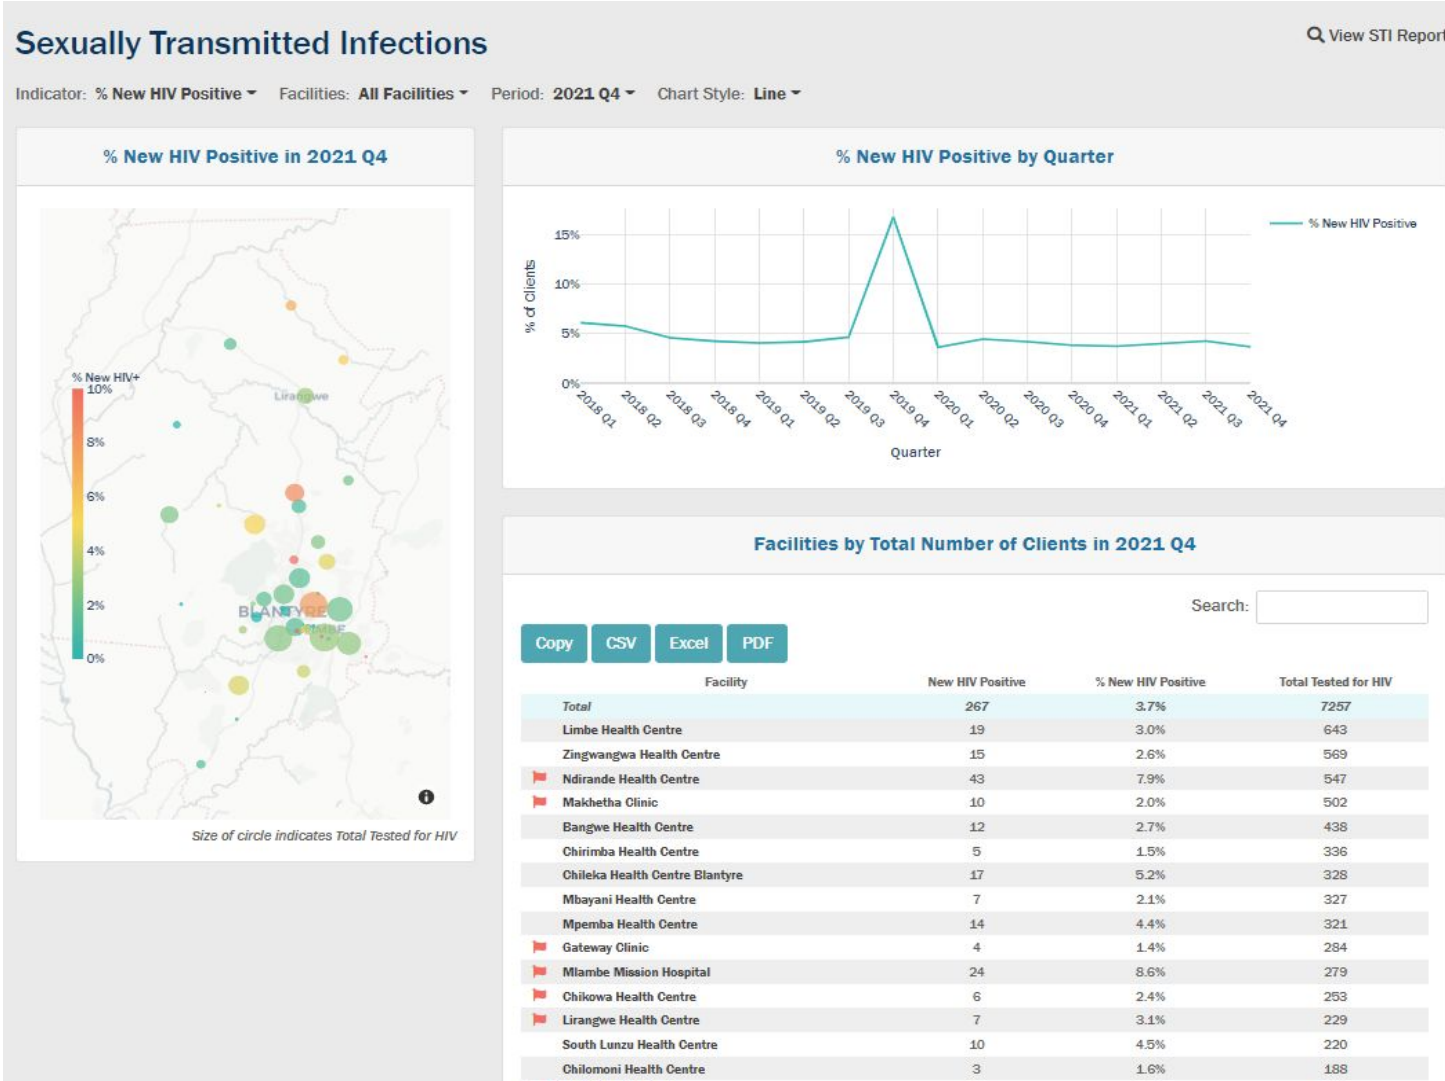 Sexually Transmitted Infections
View STI Report
Indicator: % New HIV Positive Facilities: All Facilities Period: 2021 Q4 Chart Style: Line
% New HIV Positive in 2021 Q4
% New HIV+
10%
8%
6%
4%
2%
0%
Lirangwe
BLANTYRE
Size of circle indicates Total Tested for HIV
% New HIV Positive by Quarter
% New HIV Positive
% of Clients
15%
10%
5%
0%
2018 Q1
2018 Q2
2018 Q3
2018 Q4
2019 Q1
2019 Q2
2019 Q3
2019 Q4
2020 Q1
2020 Q2
2020 Q3
2020 Q4
2021 Q1
2021 Q2
2021 Q3
2021 Q4
Quarter
Facilities by Total Number of Clients in 2021 Q4
Search:
Copy CSV Excel PDF
Facility New HIV Positive % New HIV Positive Total Tested for HIV
Total 267 3.7% 7257
Limbe Health Centre 19 3.0% 643
Zingwangwa Health Centre 15 2.6% 569
Ndirande Health Centre 43 7.9% 547
Makhetha Clinic 10 2.0% 502
Bangwe Health Centre 12 2.7% 438
Chirimba Health Centre 5 1.5% 336
Chileka Health Centre Blantyre 17 5.2% 328
Mbayani Health Centre 7 2.1% 327
Mpemba Health Centre 14 4.4% 321
Gateway Clinic 4 1.4% 284
Mlambe Mission Hospital 24 8.6% 279
Chikowa Health Centre 6 2.4% 253
Lirangwe Health Centre 7 3.1% 229
South Lunzu Health Centre 10 4.5% 220
Chilomoni Health Centre 3 1.6% 188